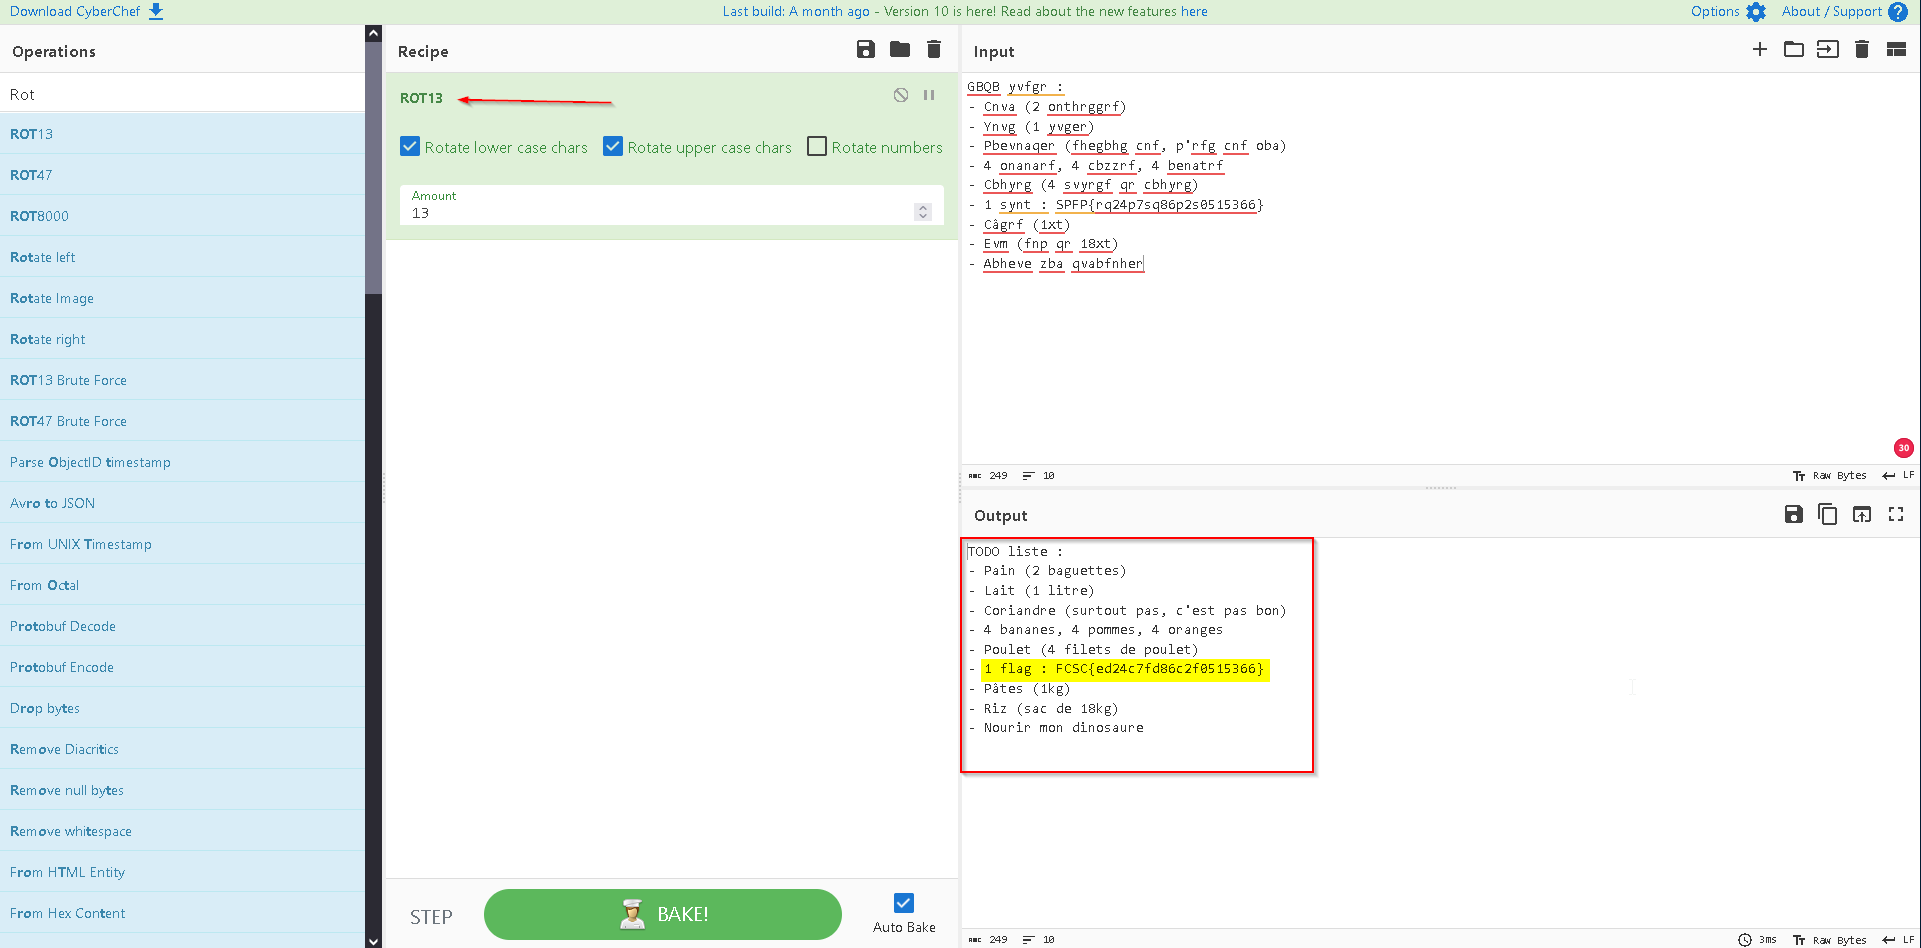 Download CyberChef
Last build: A month ago - Version 10 is here! Read about the new features here
Options
About / Support
Operations
Rot
ROT13
ROT47
ROT8000
Rotate left
Rotate Image
Rotate right
ROT13 Brute Force
ROT47 Brute Force
Parse ObjectID timestamp
Avro to JSON
From UNIX Timestamp
From Octal
Protobuf Decode
Protobuf Encode
Drop bytes
Remove Diacritics
Remove null bytes
Remove whitespace
From HTML Entity
From Hex Content
Recipe
ROT13
Rotate lower case chars
Rotate upper case chars
Rotate numbers
Amount
13
STEP
BAKE!
Auto Bake
Input
GBQB yvfgr :
- Cnva (2 onthrggrf)
- Ynvg (1 yvger)
- Pbevnaqer (fhegbhg cnf, p'rfg cnf oba)
- 4 onanarf, 4 cbzzrf, 4 benatrf
- Cbhyrg (4 svyrgf qr cbhyrg)
- 1 synt : SPFP{rq24p7sq86p2s0515366}
- Câgrf (1xt)
- Evm (fnp qr 18xt)
- Abheve zba qvabfnher
30
ABC 249 10
Raw Bytes
LF
Output
TODO liste :
- Pain (2 baguettes)
- Lait (1 litre)
- Coriandre (surtout pas, c'est pas bon)
- 4 bananes, 4 pommes, 4 oranges
- Poulet (4 filets de poulet)
- 1 flag : FCSC{ed24c7fd86c2f0515366}
- Pâtes (1kg)
- Riz (sac de 18kg)
- Nourir mon dinosaure
ABC 249 10
3ms
Raw Bytes
LF